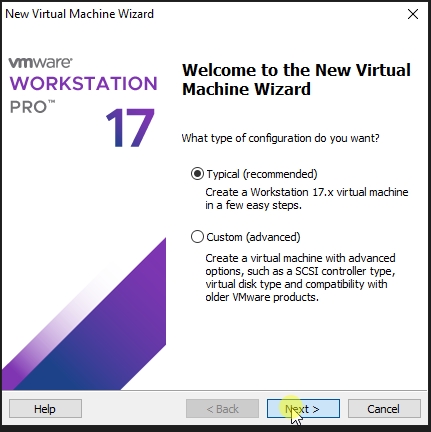 New Virtual Machine Wizard
vmware®
WORKSTATION
PRO™
17
Welcome to the New Virtual
Machine Wizard
What type of configuration do you want?
Typical (recommended)
Create a Workstation 17.x virtual machine
in a few easy steps.
Custom (advanced)
Create a virtual machine with advanced
options, such as a SCSI controller type,
virtual disk type and compatibility with
older VMware products.
Help
< Back
Next >
Cancel